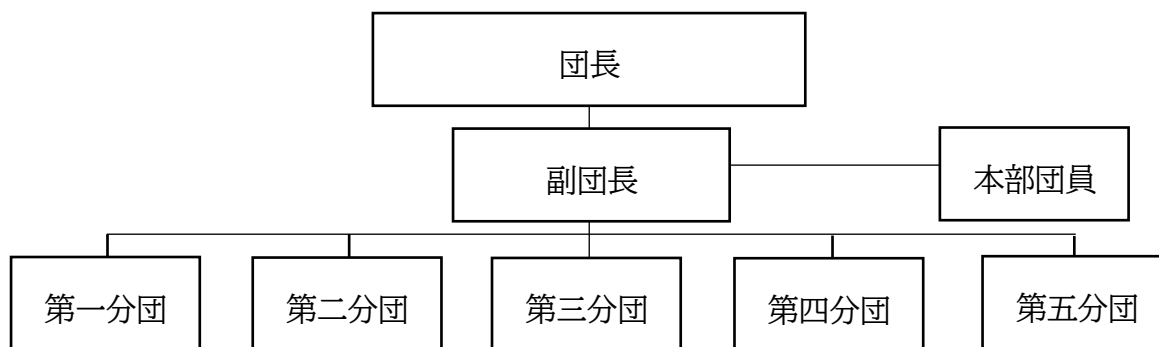 団長
副団長
本部団員
第一分団
第二分団
第三分団
第四分団
第五分団